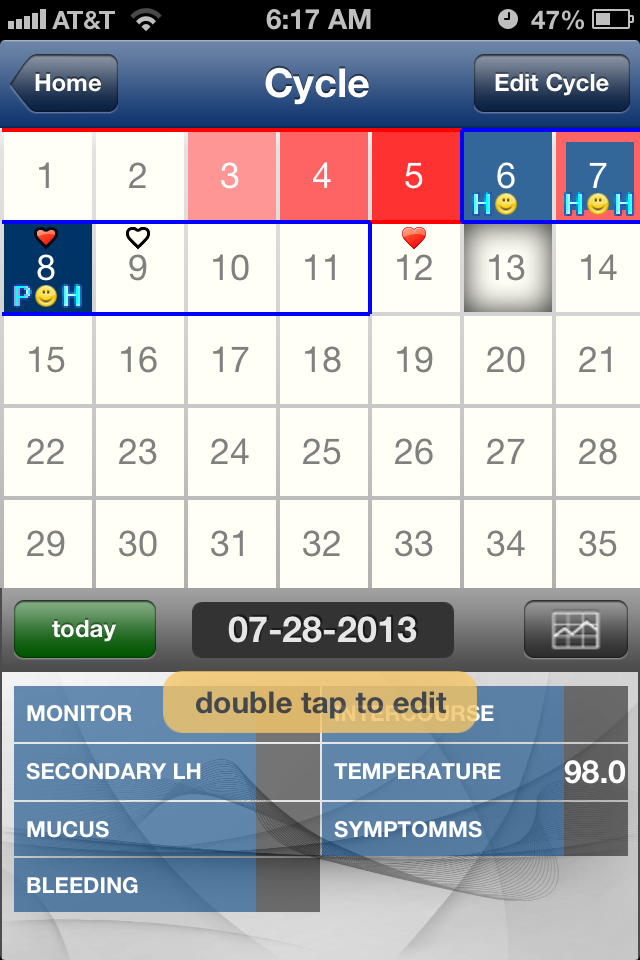 AT&T 6:17 AM 47%
Home Cycle Edit Cycle
1 2 3 4 5 6 7
H H H
8 9 10 11 12 13 14
P H
15 16 17 18 19 20 21
22 23 24 25 26 27 28
29 30 31 32 33 34 35
today 07-28-2013
double tap to edit
MONITOR INTERCOURSE
SECONDARY LH TEMPERATURE 98.0
MUCUS SYMPTOMMS
BLEEDING